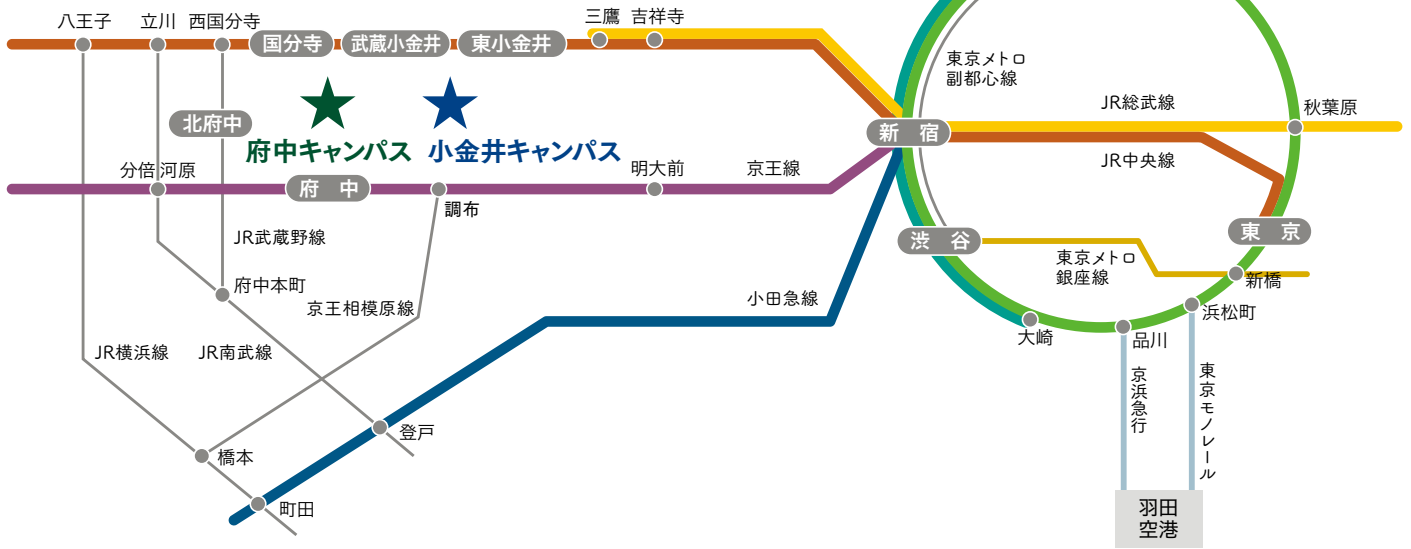 八王子
立川
西国分寺
国分寺
武蔵小金井
東小金井
三鷹
吉祥寺
東京メトロ
副都心線
JR総武線
秋葉原
北府中
府中キャンパス
小金井キャンパス
新 宿
JR中央線
分倍河原
府 中
調布
明大前
京王線
JR武蔵野線
渋 谷
東 京
東京メトロ
銀座線
新橋
府中本町
京王相模原線
小田急線
浜松町
大崎
品川
JR横浜線
JR南武線
京浜急行
東京モノレール
登戸
橋本
町田
羽田
空港